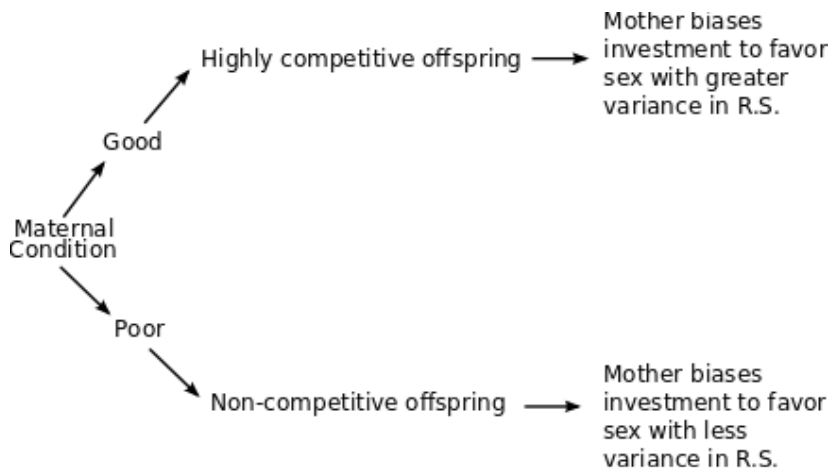 Mother biases
investment to favor
sex with greater
variance in R.S.
Highly competitive offspring
Good
Maternal
Condition
Poor
Non-competitive offspring
Mother biases
investment to favor
sex with less
variance in R.S.